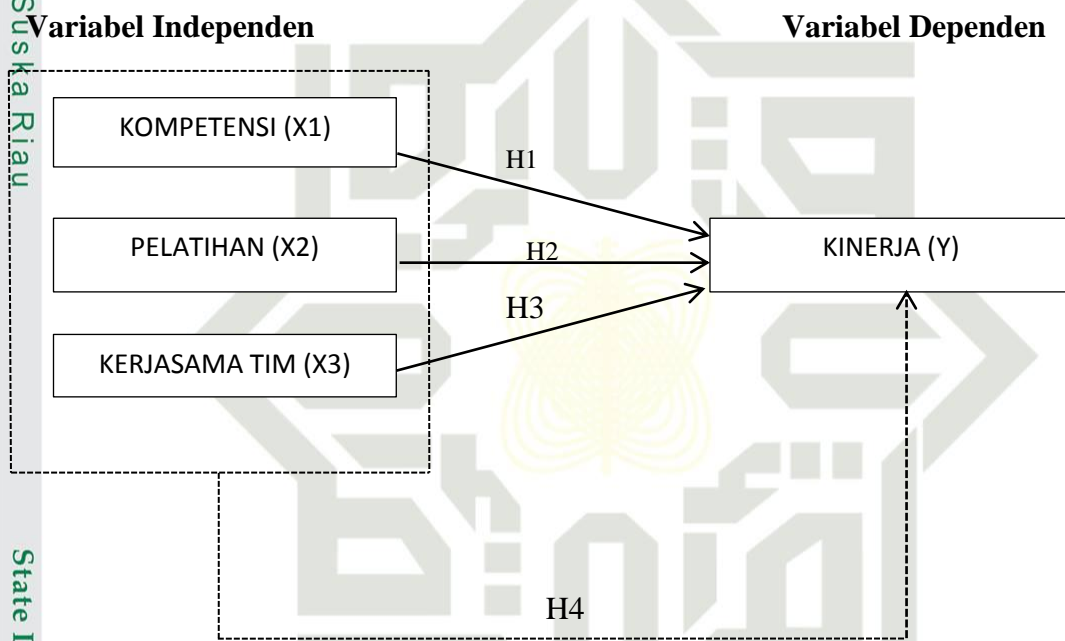 Variabel Independen
Variabel Dependen
KOMPETENSI (X1)
H1
PELATIHAN (X2)
H2
KINERJA (Y)
H3
KERJASAMA TIM (X3)
H4
Suska Riau
State I